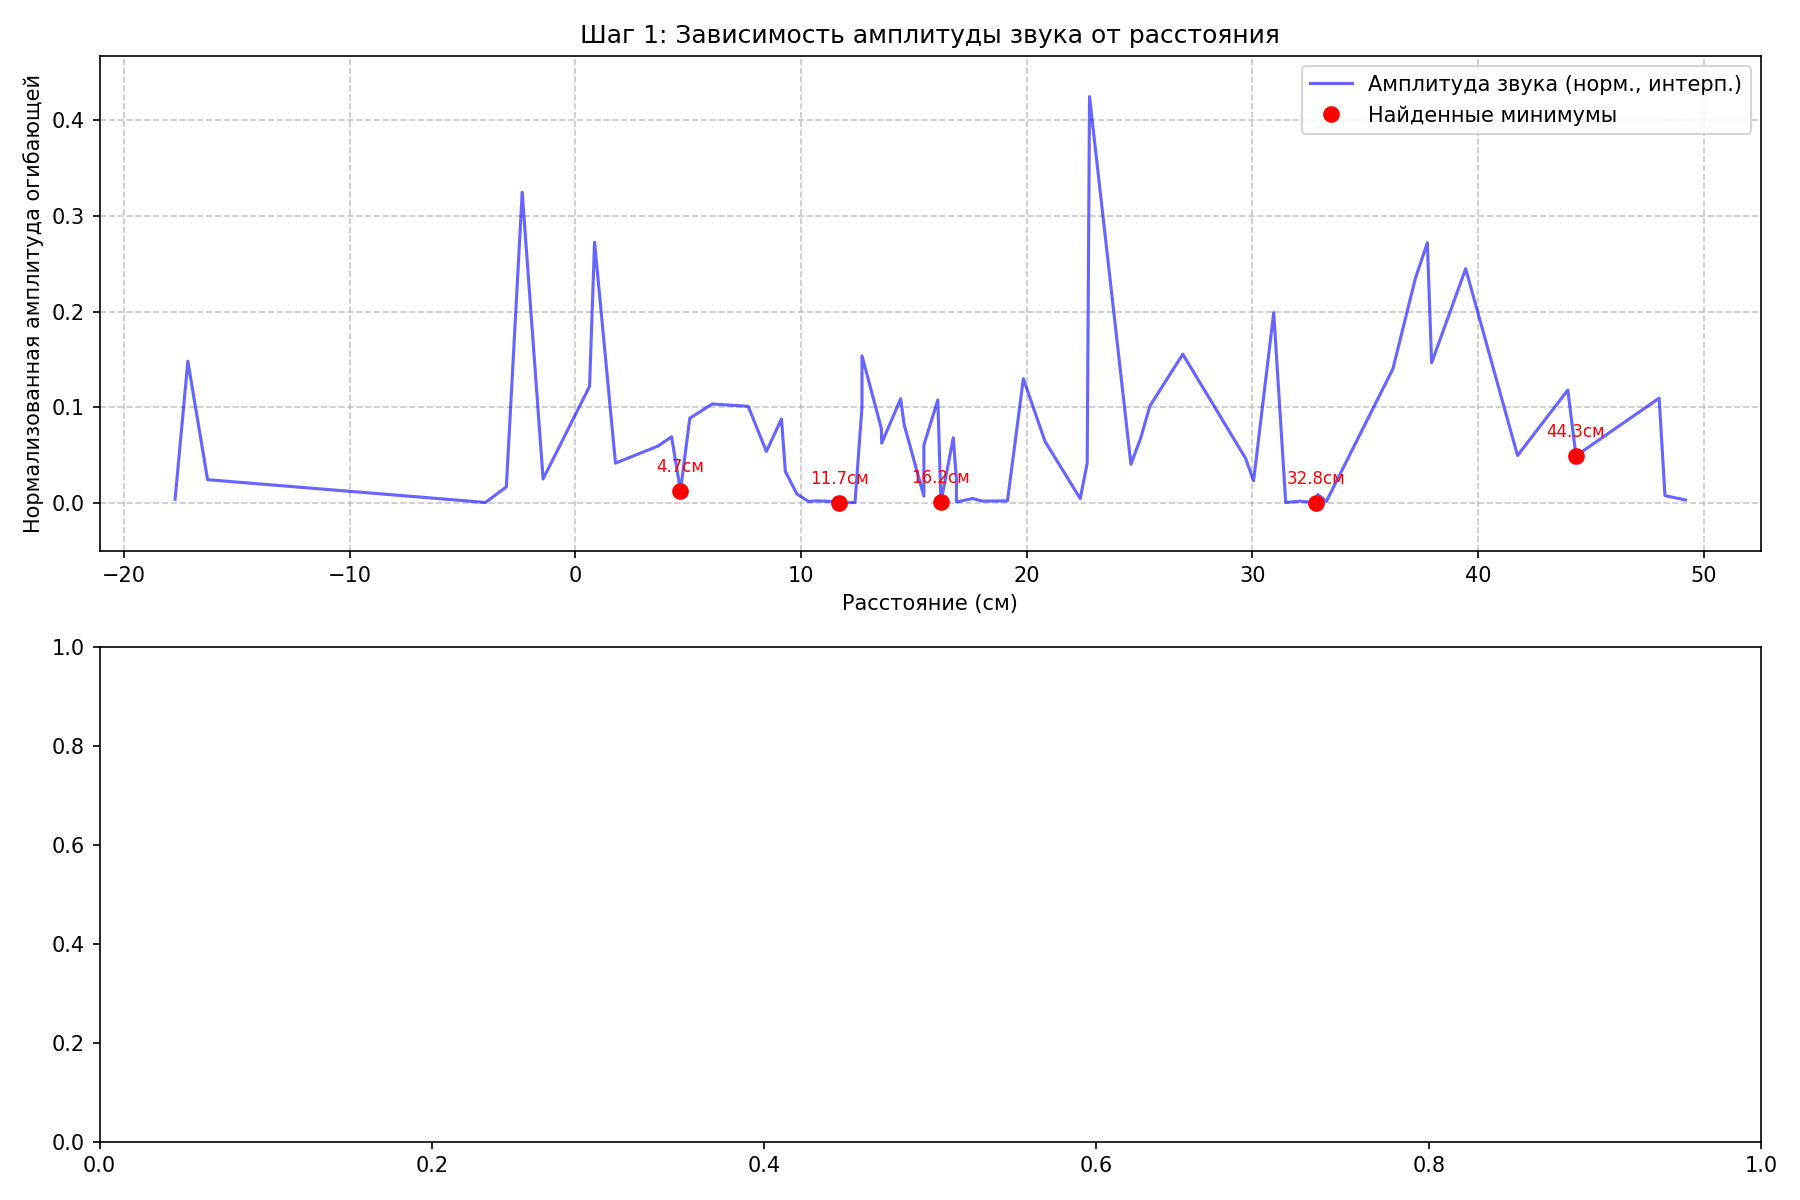 Шаг 1: Зависимость амплитуды звука от расстояния
Нормализованная амплитуда огибающей
0.4
0.3
0.2
0.1
0.0
Амплитуда звука (норм., интерп.)
Найденные минимумы
4.7см
11.7см
16.2см
32.8см
44.3см
−20
−10
0
10
20
30
40
50
Расстояние (см)
1.0
0.8
0.6
0.4
0.2
0.0
0.0
0.2
0.4
0.6
0.8
1.0